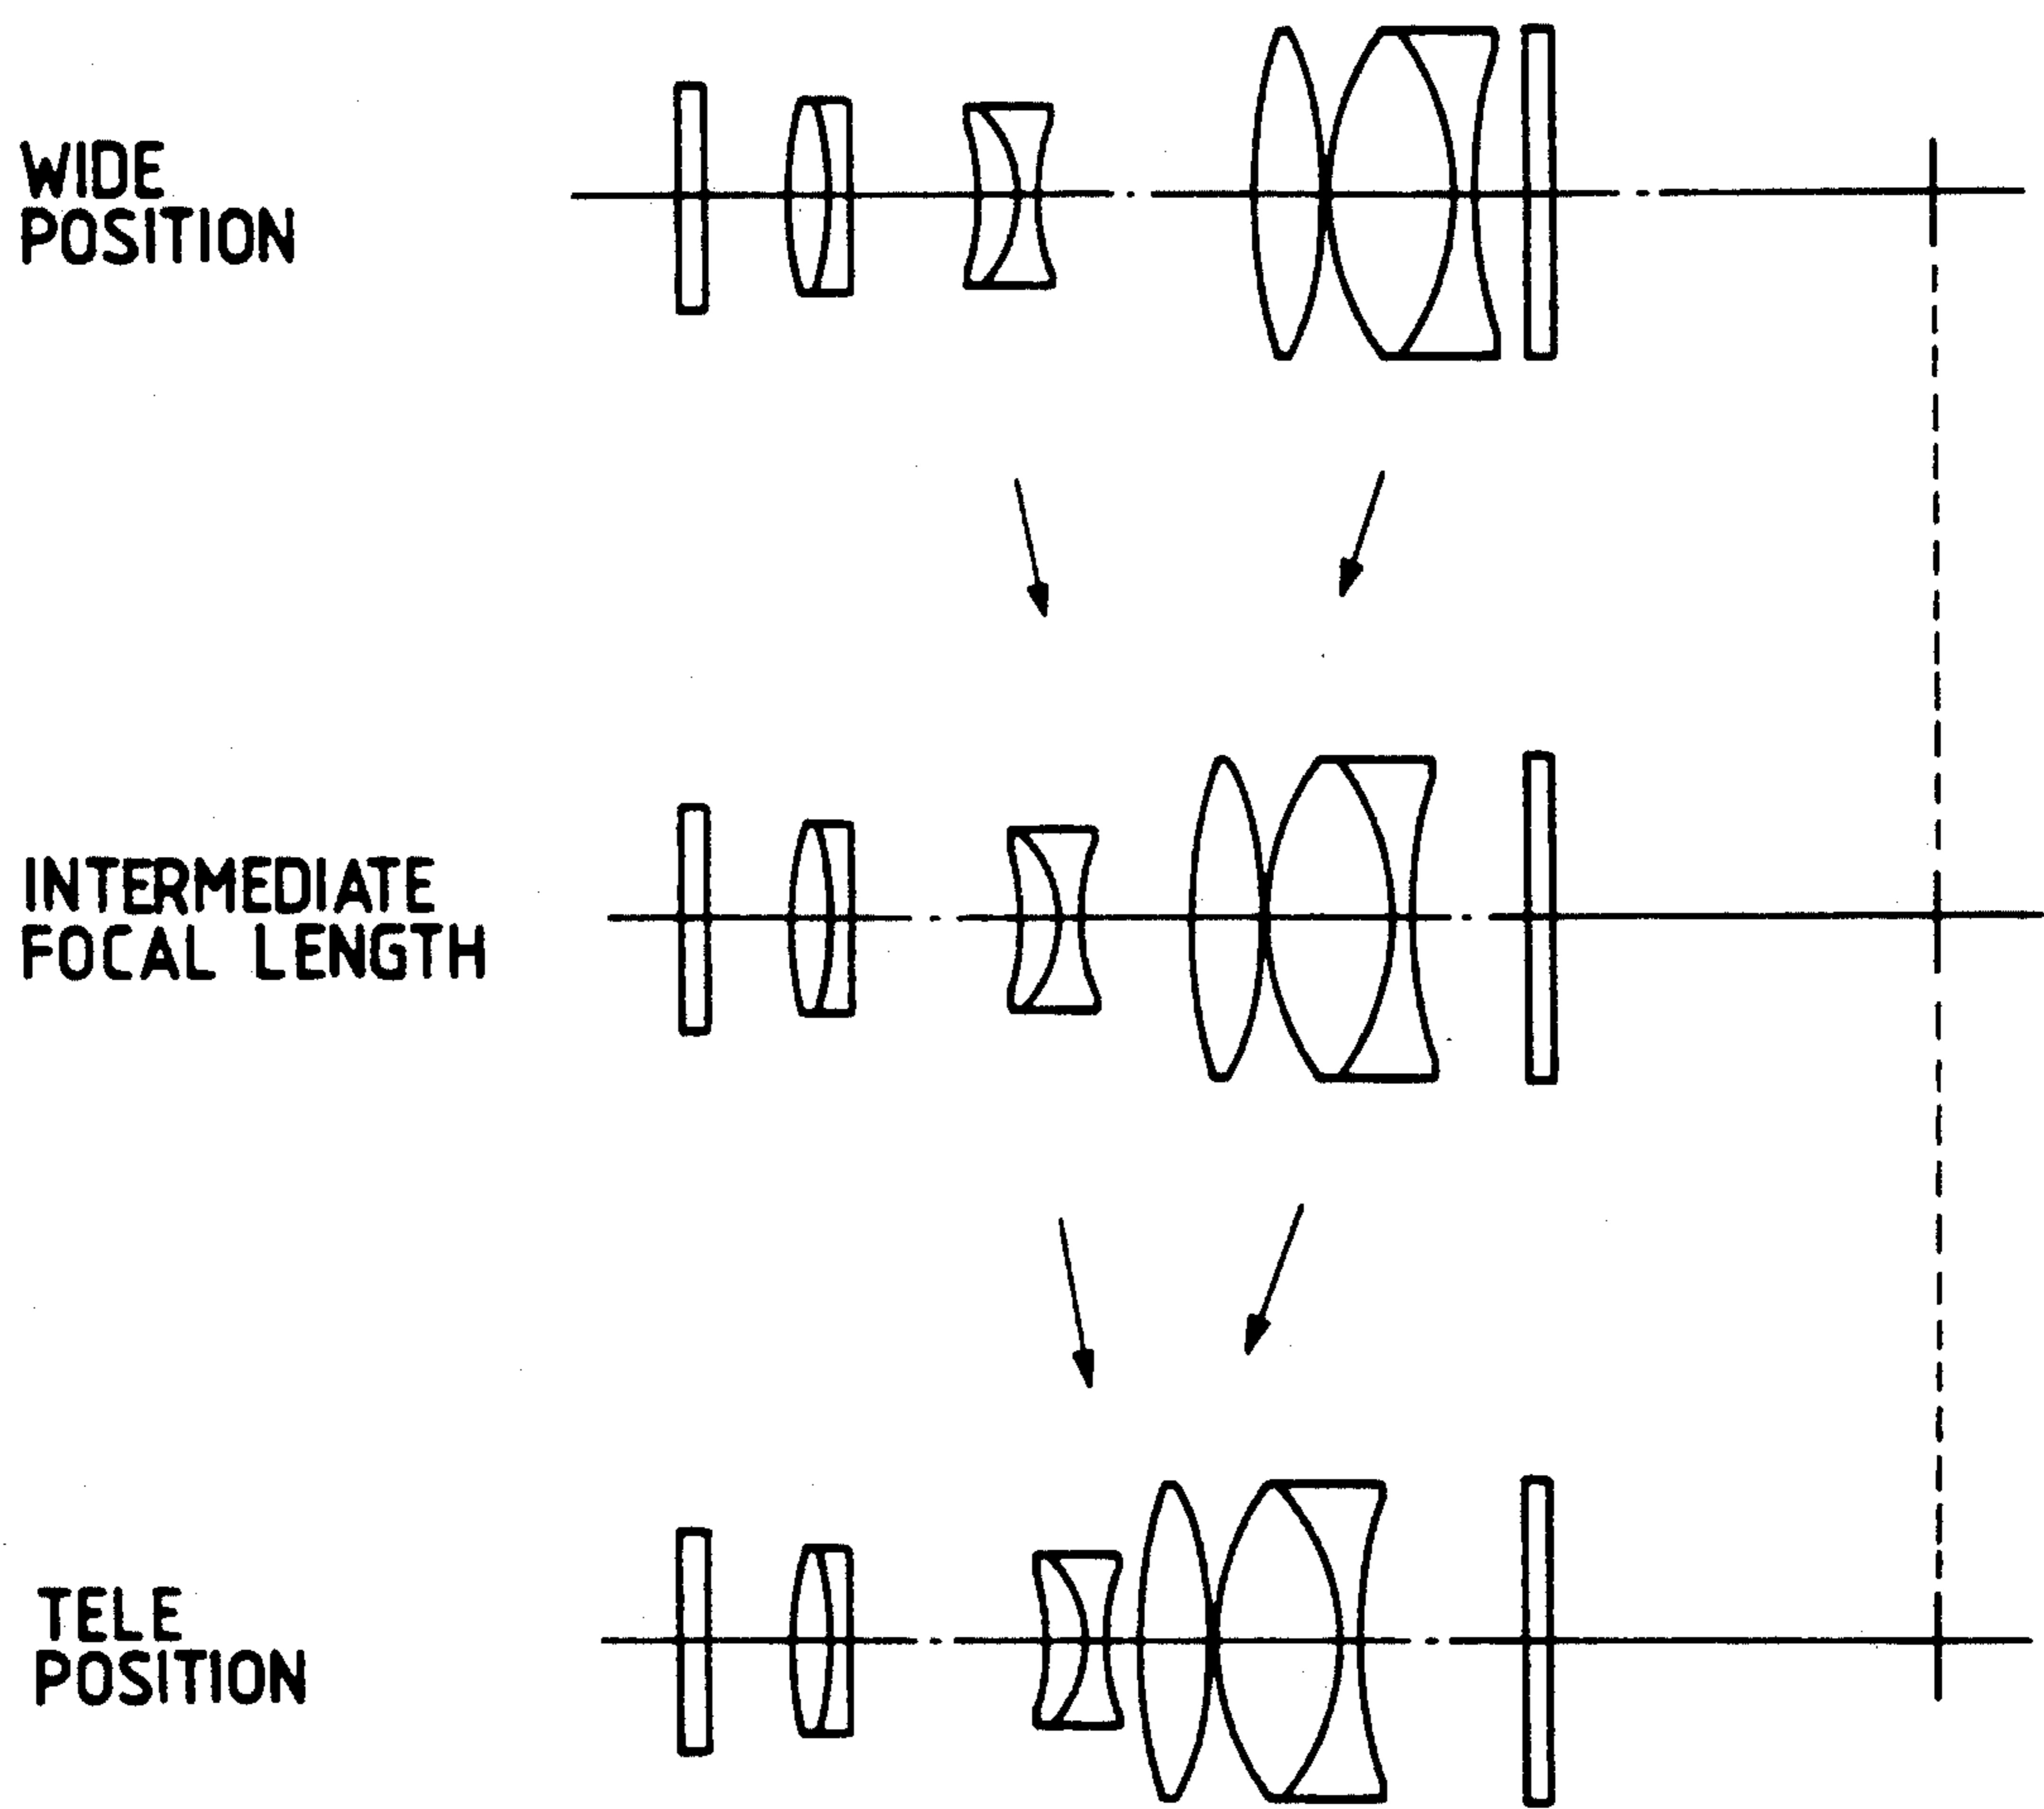 WIDE
POSITION
INTERMEDIATE
FOCAL LENGTH
TELE
POSITION